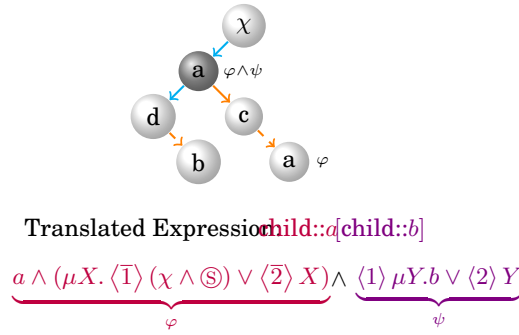 χ
a φ∧ψ
d c
b a φ
Translated Expression: child::a[child::b]
a ∧ (μX. ⟨1̅⟩ (χ ∧ Ⓢ) ∨ ⟨2̅⟩ X) ∧ ⟨1⟩ μY.b ∨ ⟨2⟩ Y
φ ψ